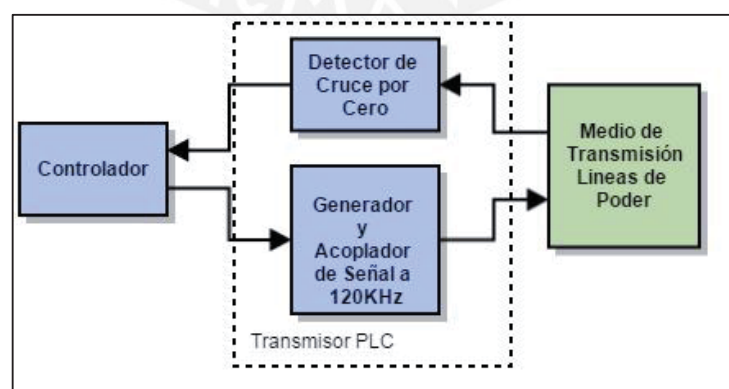 Detector de
Cruce por
Cero
Controlador
Medio de
Transmisión
Lineas de
Poder
Generador
y
Acoplador
de Señal a
120KHz
Transmisor PLC